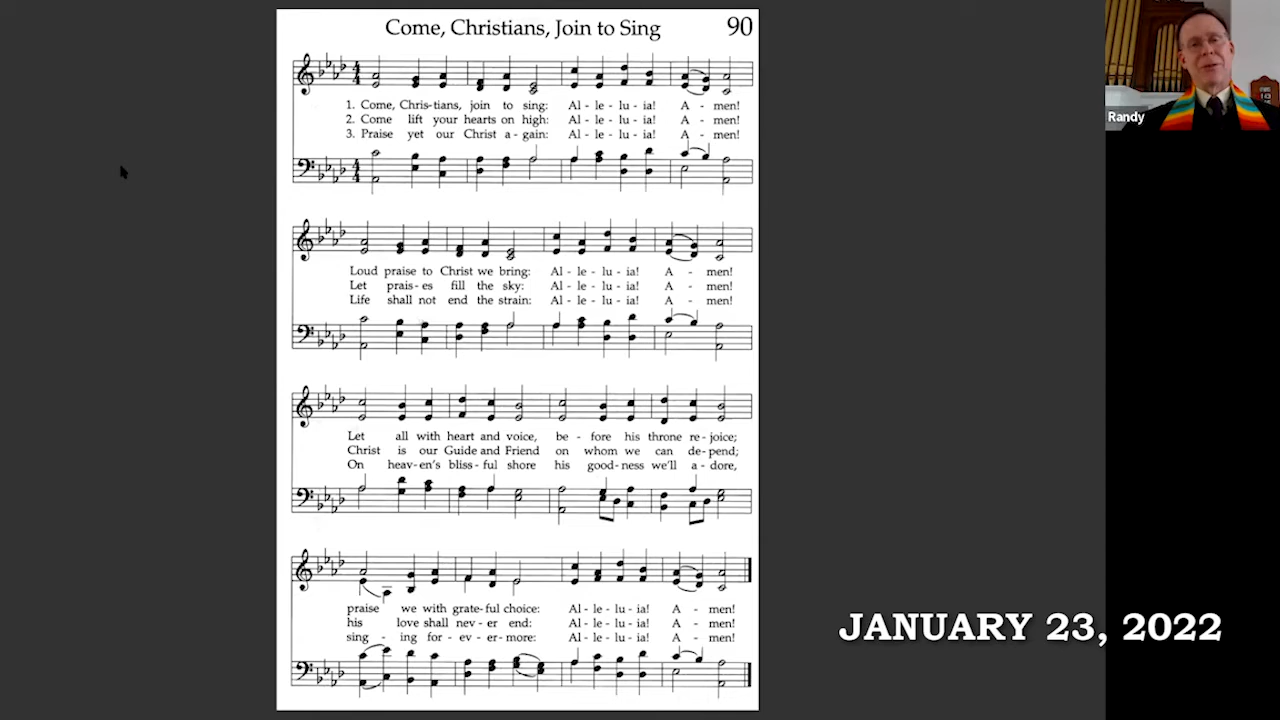 Come, Christians, Join to Sing
90
1. Come, Chris-tians, join to sing: Al - le - lu - ia! A - men!
2. Come lift your hearts on high: Al - le - lu - ia! A - men!
3. Praise yet our Christ a - gain: Al - le - lu - ia! A - men!
Loud praise to Christ we bring: Al - le - lu - ia! A - men!
Let prais - es fill the sky: Al - le - lu - ia! A - men!
Life shall not end the strain: Al - le - lu - ia! A - men!
Let all with heart and voice, be - fore his throne re - joice;
Christ is our Guide and Friend on whom we can de - pend;
On heav-en's bliss - ful shore his good - ness we'll a - dore,
praise we with grate - ful choice: Al - le - lu - ia! A - men!
his love shall nev - er end: Al - le - lu - ia! A - men!
sing - ing for - ev - er - more: Al - le - lu - ia! A - men!
Randy
JANUARY 23, 2022